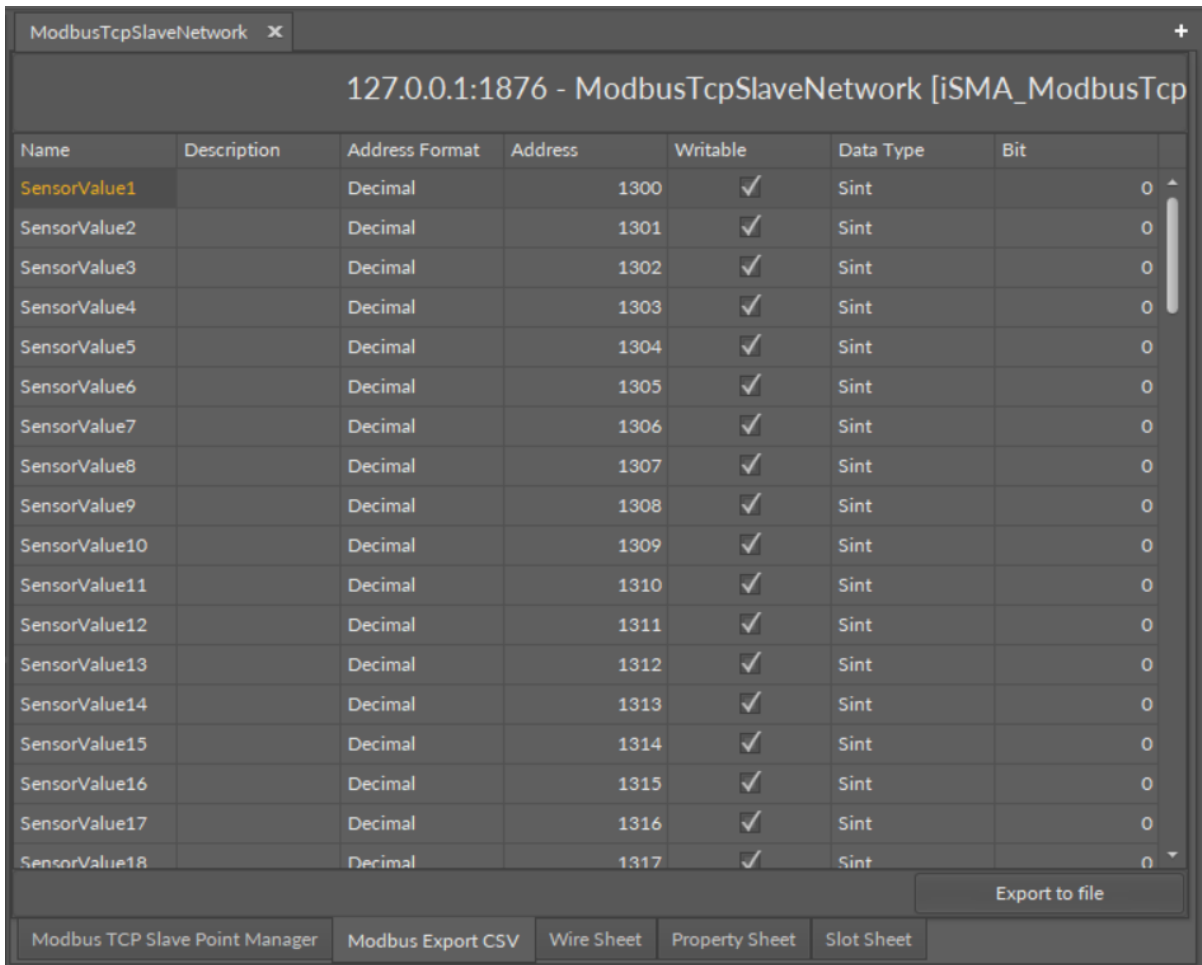 ModbusTcpSlaveNetwork ✕ +
127.0.0.1:1876 - ModbusTcpSlaveNetwork [iSMA_ModbusTcp
Name Description Address Format Address Writable Data Type Bit
SensorValue1 Decimal 1300 ✓ Sint 0
SensorValue2 Decimal 1301 ✓ Sint 0
SensorValue3 Decimal 1302 ✓ Sint 0
SensorValue4 Decimal 1303 ✓ Sint 0
SensorValue5 Decimal 1304 ✓ Sint 0
SensorValue6 Decimal 1305 ✓ Sint 0
SensorValue7 Decimal 1306 ✓ Sint 0
SensorValue8 Decimal 1307 ✓ Sint 0
SensorValue9 Decimal 1308 ✓ Sint 0
SensorValue10 Decimal 1309 ✓ Sint 0
SensorValue11 Decimal 1310 ✓ Sint 0
SensorValue12 Decimal 1311 ✓ Sint 0
SensorValue13 Decimal 1312 ✓ Sint 0
SensorValue14 Decimal 1313 ✓ Sint 0
SensorValue15 Decimal 1314 ✓ Sint 0
SensorValue16 Decimal 1315 ✓ Sint 0
SensorValue17 Decimal 1316 ✓ Sint 0
SensorValue18 Decimal 1317 ✓ Sint 0
Export to file
Modbus TCP Slave Point Manager Modbus Export CSV Wire Sheet Property Sheet Slot Sheet